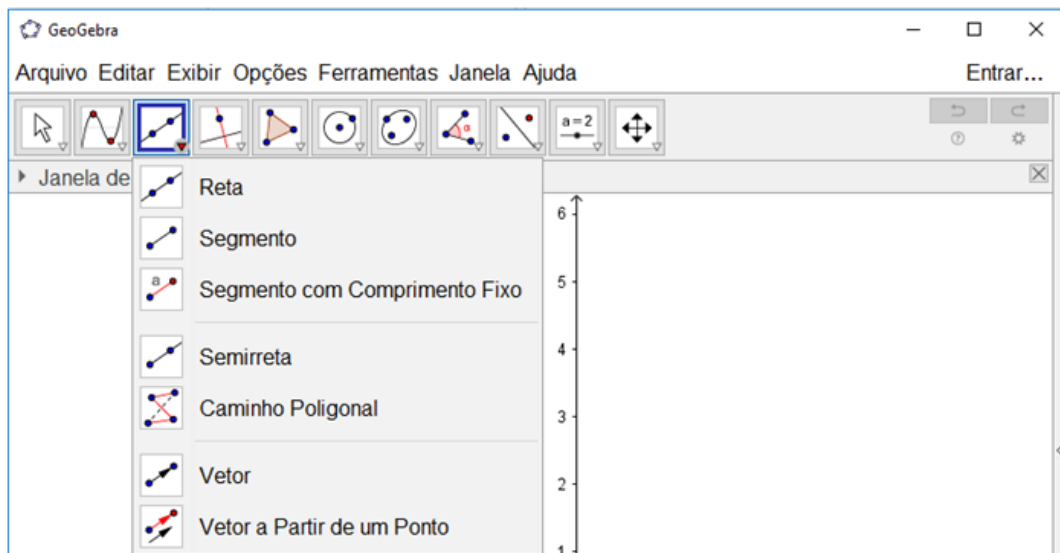 GeoGebra
Arquivo Editar Exibir Opções Ferramentas Janela Ajuda
Entrar...
a=2
Janela de
Reta
Segmento
a
Segmento com Comprimento Fixo
Semirreta
Caminho Poligonal
Vetor
Vetor a Partir de um Ponto
6
5
4
3
2
1